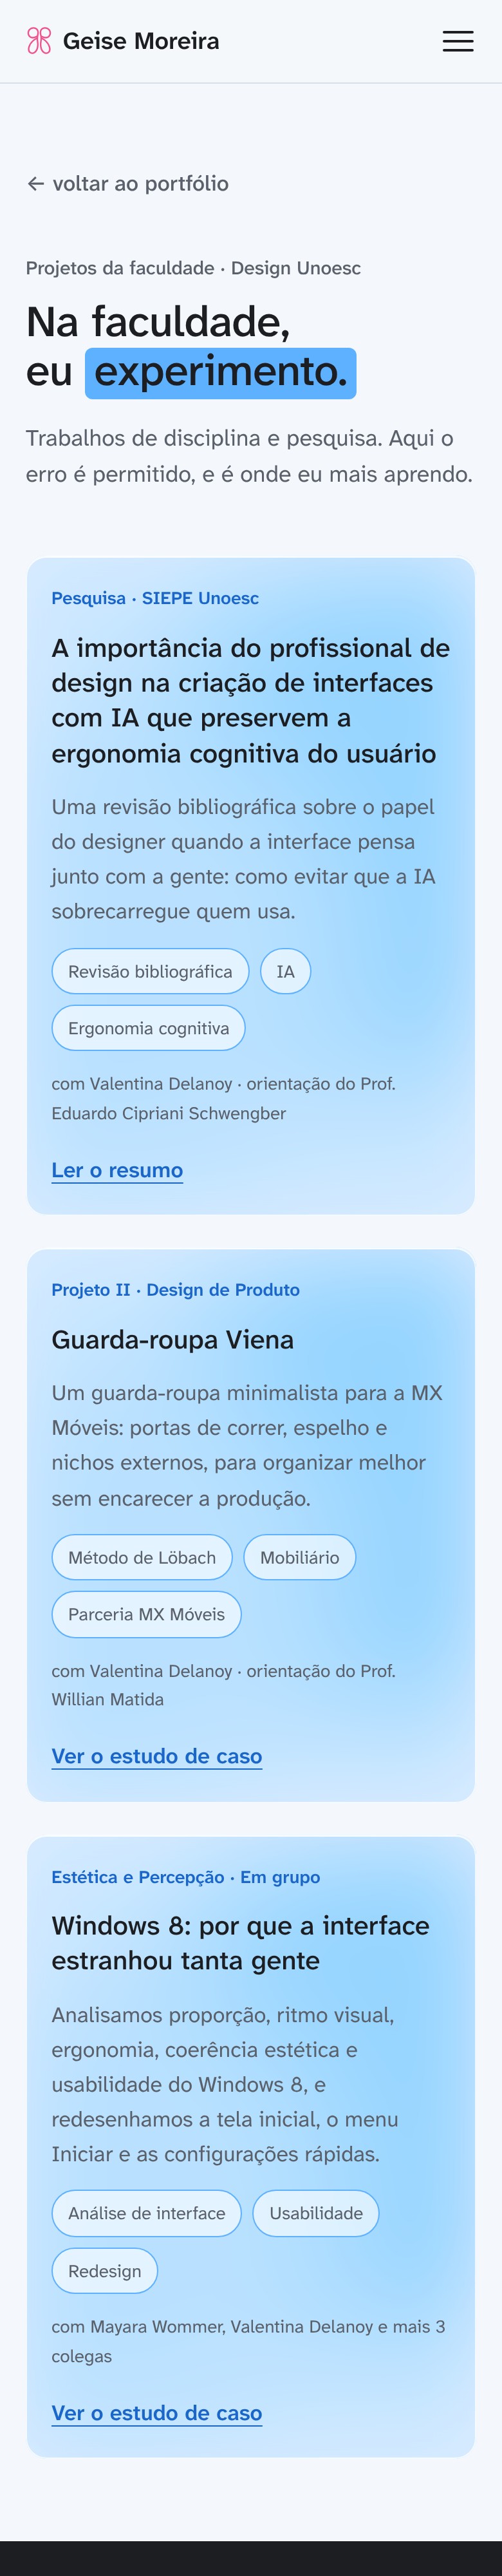 Geise Moreira
← voltar ao portfólio
Projetos da faculdade · Design Unoesc
Na faculdade,
eu experimento.
Trabalhos de disciplina e pesquisa. Aqui o
erro é permitido, e é onde eu mais aprendo.
Pesquisa · SIEPE Unoesc
A importância do profissional de
design na criação de interfaces
com IA que preservem a
ergonomia cognitiva do usuário
Uma revisão bibliográfica sobre o papel
do designer quando a interface pensa
junto com a gente: como evitar que a IA
sobrecarregue quem usa.
Revisão bibliográfica IA
Ergonomia cognitiva
com Valentina Delanoy · orientação do Prof.
Eduardo Cipriani Schwengber
Ler o resumo
Projeto II · Design de Produto
Guarda-roupa Viena
Um guarda-roupa minimalista para a MX
Móveis: portas de correr, espelho e
nichos externos, para organizar melhor
sem encarecer a produção.
Método de Löbach Mobiliário
Parceria MX Móveis
com Valentina Delanoy · orientação do Prof.
Willian Matida
Ver o estudo de caso
Estética e Percepção · Em grupo
Windows 8: por que a interface
estranhou tanta gente
Analisamos proporção, ritmo visual,
ergonomia, coerência estética e
usabilidade do Windows 8, e
redesenhamos a tela inicial, o menu
Iniciar e as configurações rápidas.
Análise de interface Usabilidade
Redesign
com Mayara Wommer, Valentina Delanoy e mais 3
colegas
Ver o estudo de caso